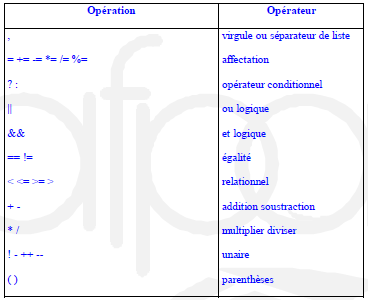 Opération Opérateur
, virgule ou séparateur de liste
= += -= *= /= %= affectation
? : opérateur conditionnel
|| ou logique
&& et logique
== != égalité
< <= >= > relationnel
+ - addition soustraction
* / multiplier diviser
! - ++ -- unaire
( ) parenthèses